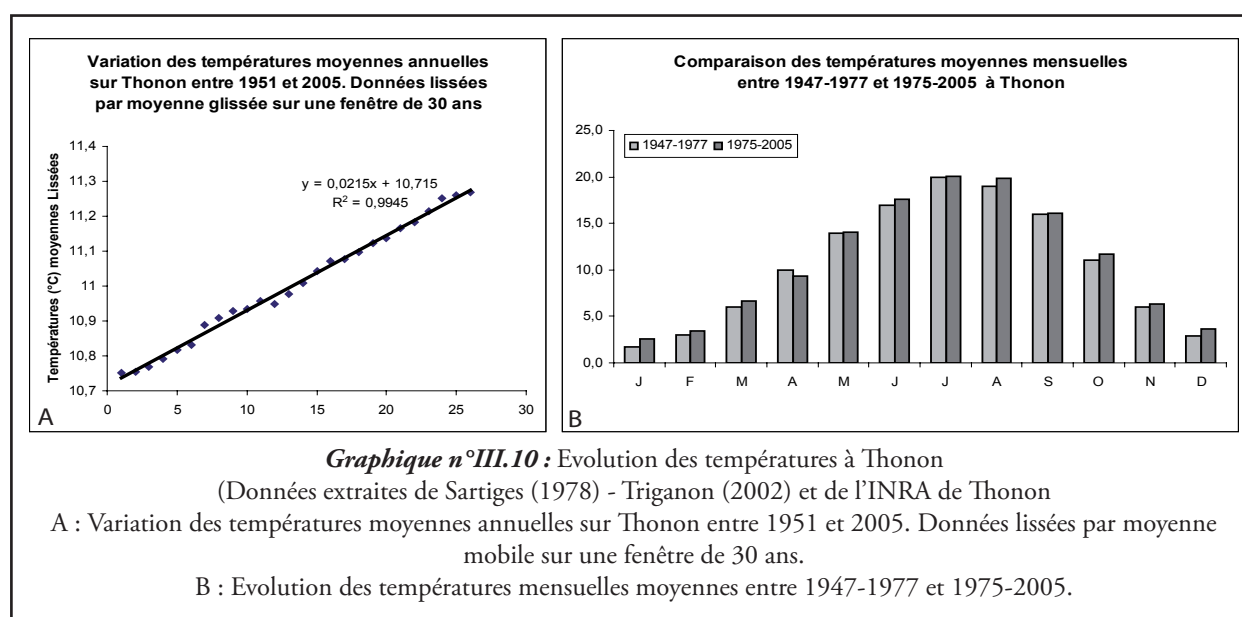 Variation des températures moyennes annuelles
sur Thonon entre 1951 et 2005. Données lissées
par moyenne glissée sur une fenêtre de 30 ans
Températures (°C) moyennes Lissées
11,4
11,3
11,2
11,1
11
10,9
10,8
10,7
y = 0,0215x + 10,715
R² = 0,9945
0 5 10 15 20 25 30
A
Comparaison des températures moyennes mensuelles
entre 1947-1977 et 1975-2005 à Thonon
25,0
20,0
15,0
10,0
5,0
0,0
1947-1977 1975-2005
J F M A M J J A S O N D
B
Graphique n°III.10 : Evolution des températures à Thonon
(Données extraites de Sartiges (1978) - Triganon (2002) et de l'INRA de Thonon
A : Variation des températures moyennes annuelles sur Thonon entre 1951 et 2005. Données lissées par moyenne
mobile sur une fenêtre de 30 ans.
B : Evolution des températures mensuelles moyennes entre 1947-1977 et 1975-2005.